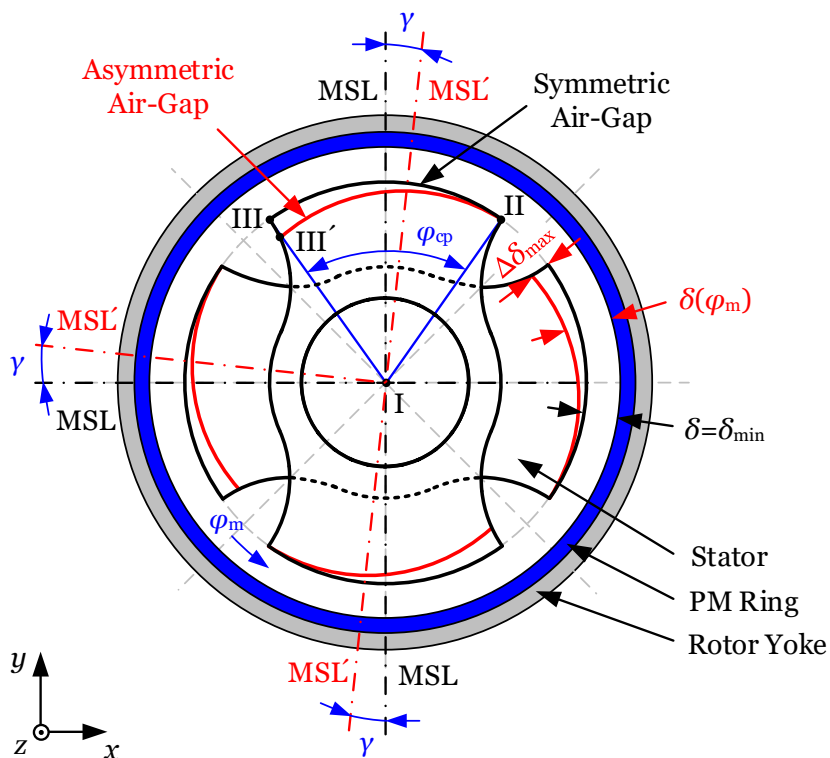 γ
Asymmetric
Air-Gap
MSL
MSL´
Symmetric
Air-Gap
III
III´
II
φcp
Δδmax
δ(φm)
MSL´
γ
MSL
I
δ=δmin
φm
Stator
PM Ring
Rotor Yoke
MSL´
MSL
γ
y
z
x